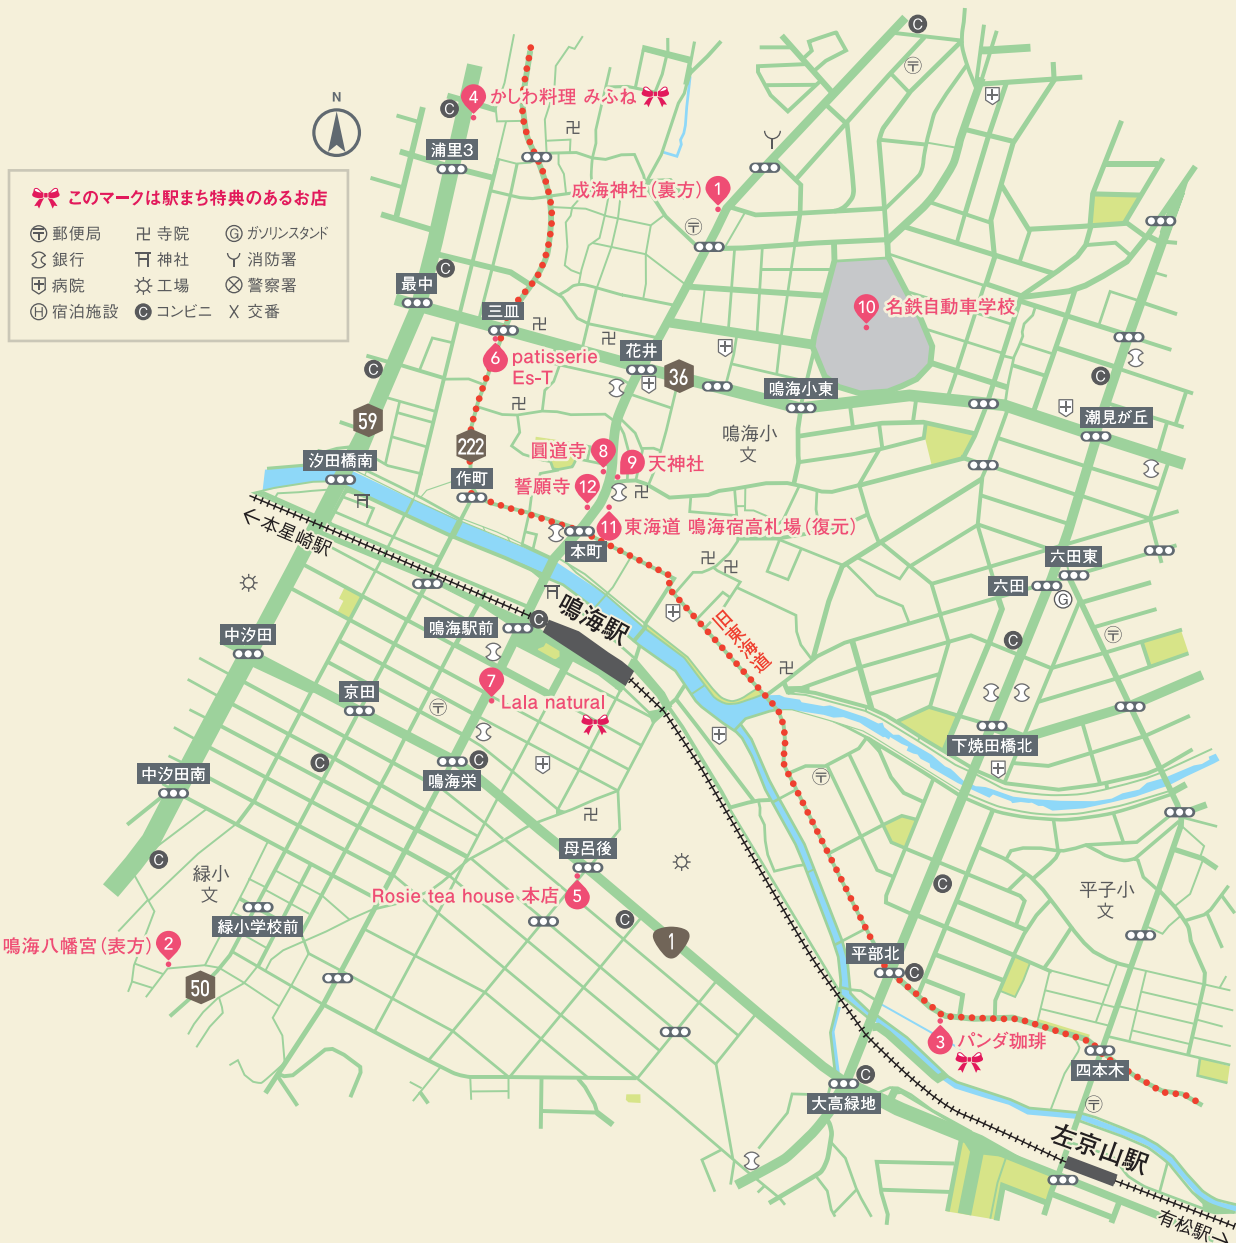 C
4 かしわ料理 みふね
C
N
浦里3
このマークは駅まち特典のあるお店
郵便局 寺院 G ガソリンスタンド
銀行 神社 消防署
病院 工場 警察署
H 宿泊施設 C コンビニ X 交番
成海神社(裏方) 1
C
最中
三皿
10 名鉄自動車学校
6 patisserie
Es-T
花井
36
鳴海小東
C
C
潮見が丘
59
222
鳴海小
文
汐田橋南
作町
圓道寺 8
9 天神社
誓願寺 12
11 東海道 鳴海宿高札場(復元)
本町
←本星崎駅
六田東
六田
G
鳴海駅
C
鳴海駅前
旧東海道
中汐田
C
7
Lala natural
京田
下焼田橋北
C
C
鳴海栄
中汐田南
母呂後
C
緑小
文
Rosie tea house 本店 5
C
C
平子小
文
緑小学校前
鳴海八幡宮(表方) 2
1
平部北
C
50
3 パンダ珈琲
四本木
C
大高緑地
左京山駅
有松駅→